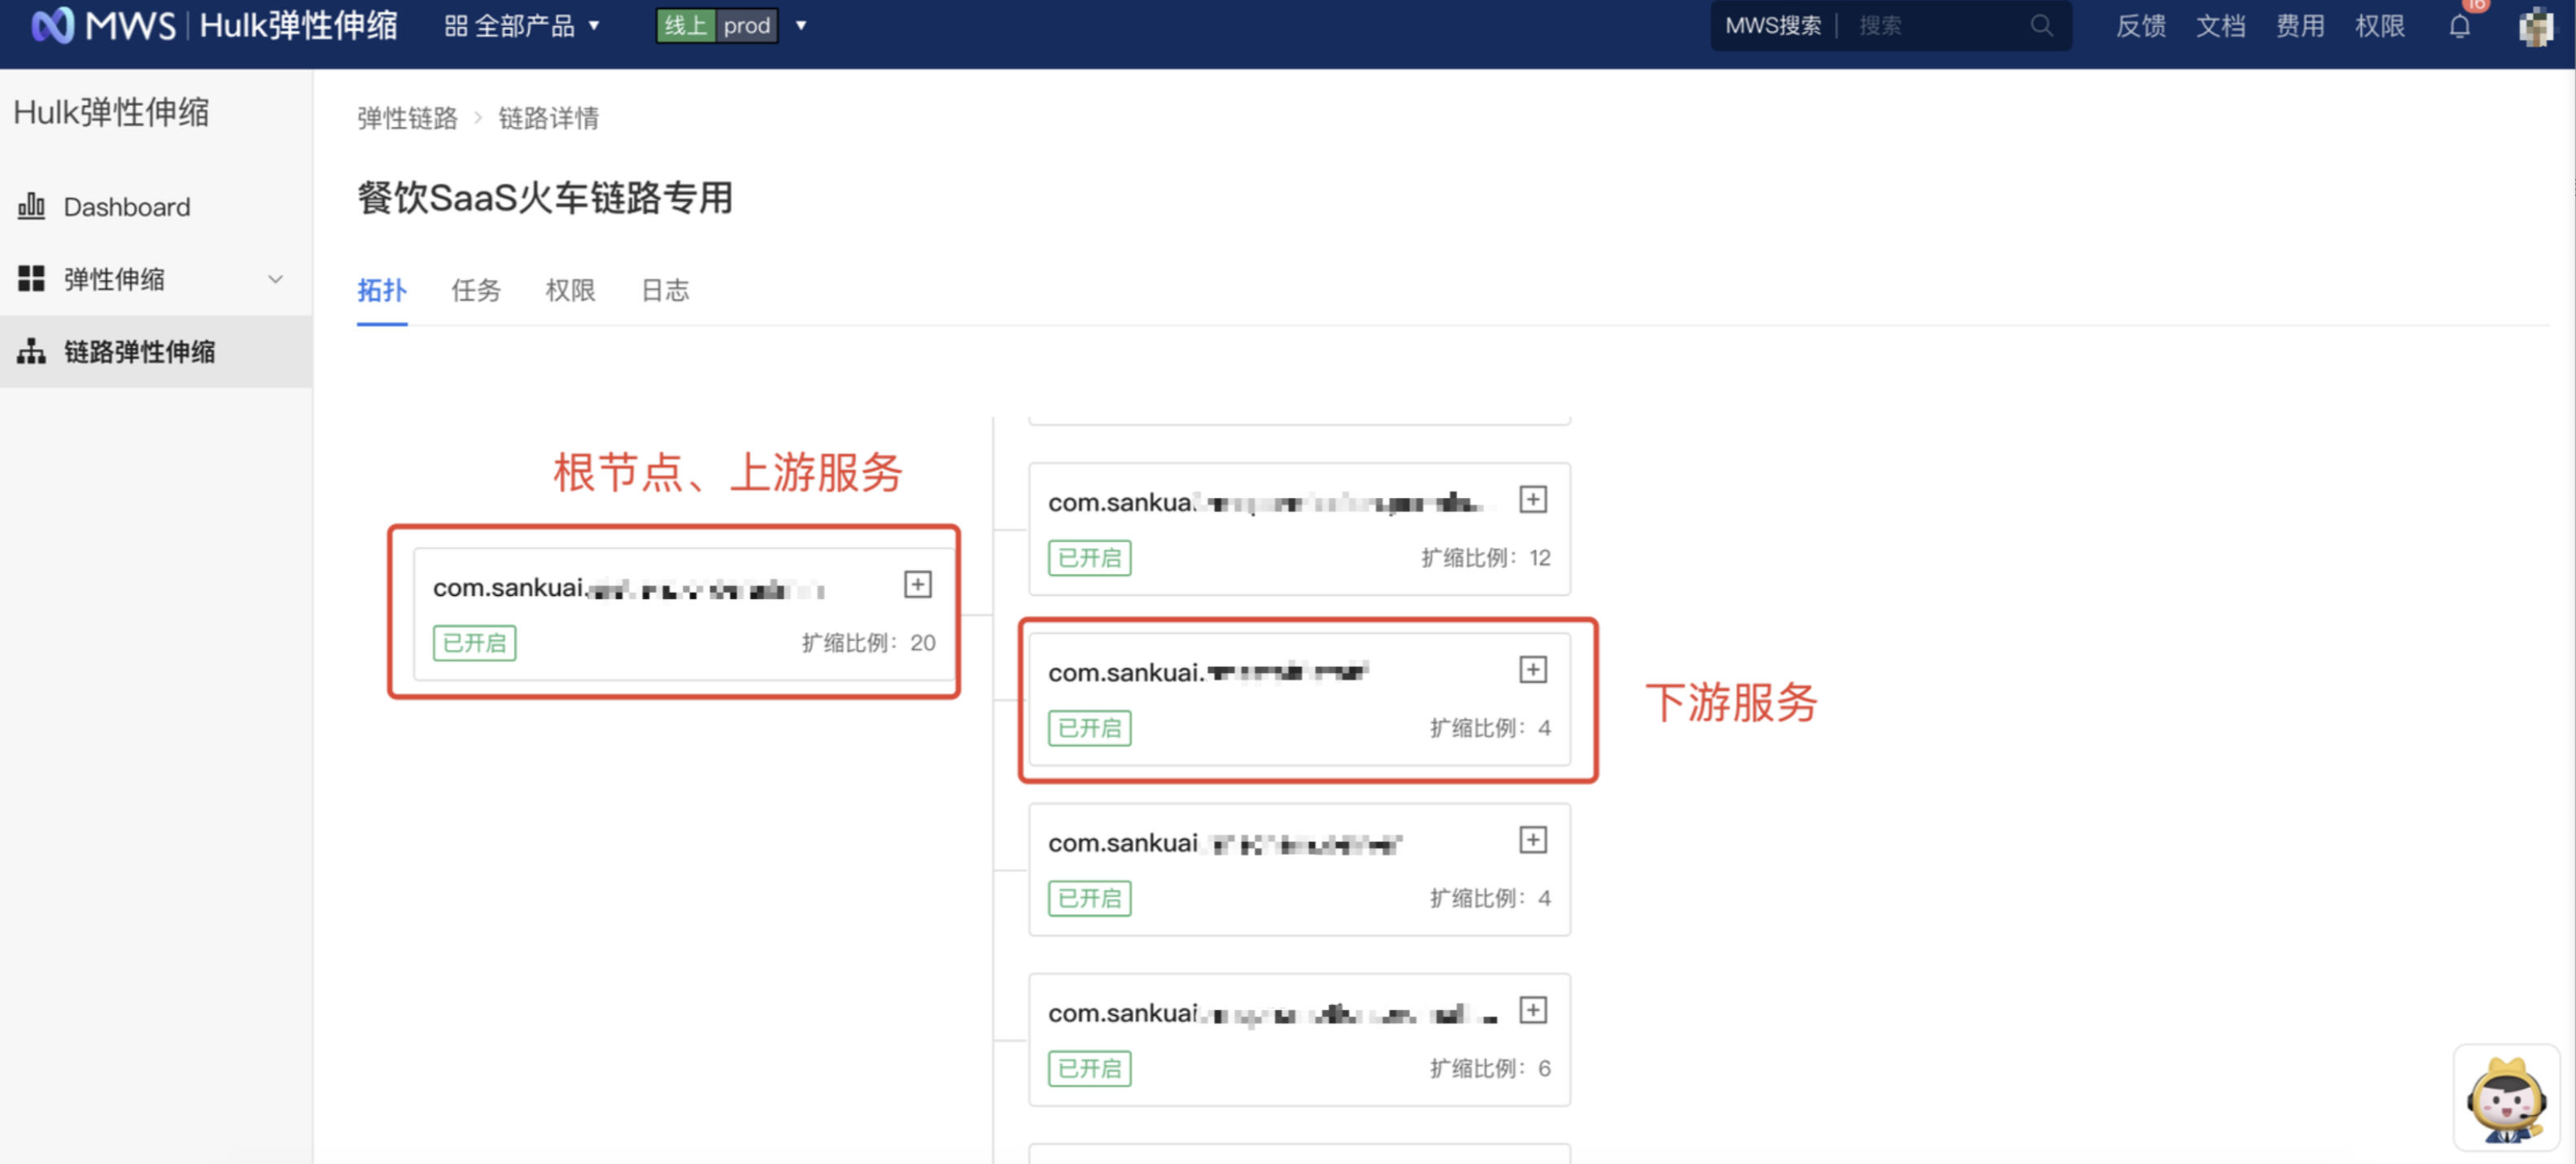 MWS Hulk弹性伸缩 全部产品 线上 prod MWS搜索 搜索 反馈 文档 费用 权限 16
Hulk弹性伸缩
Dashboard
弹性伸缩
链路弹性伸缩
弹性链路 > 链路详情
餐饮SaaS火车链路专用
拓扑 任务 权限 日志
根节点、上游服务
com.sankuai.
已开启 扩缩比例：20
com.sankuai.
已开启 扩缩比例：12
com.sankuai.
已开启 扩缩比例：4
下游服务
com.sankuai
已开启 扩缩比例：4
com.sankuai
已开启 扩缩比例：6